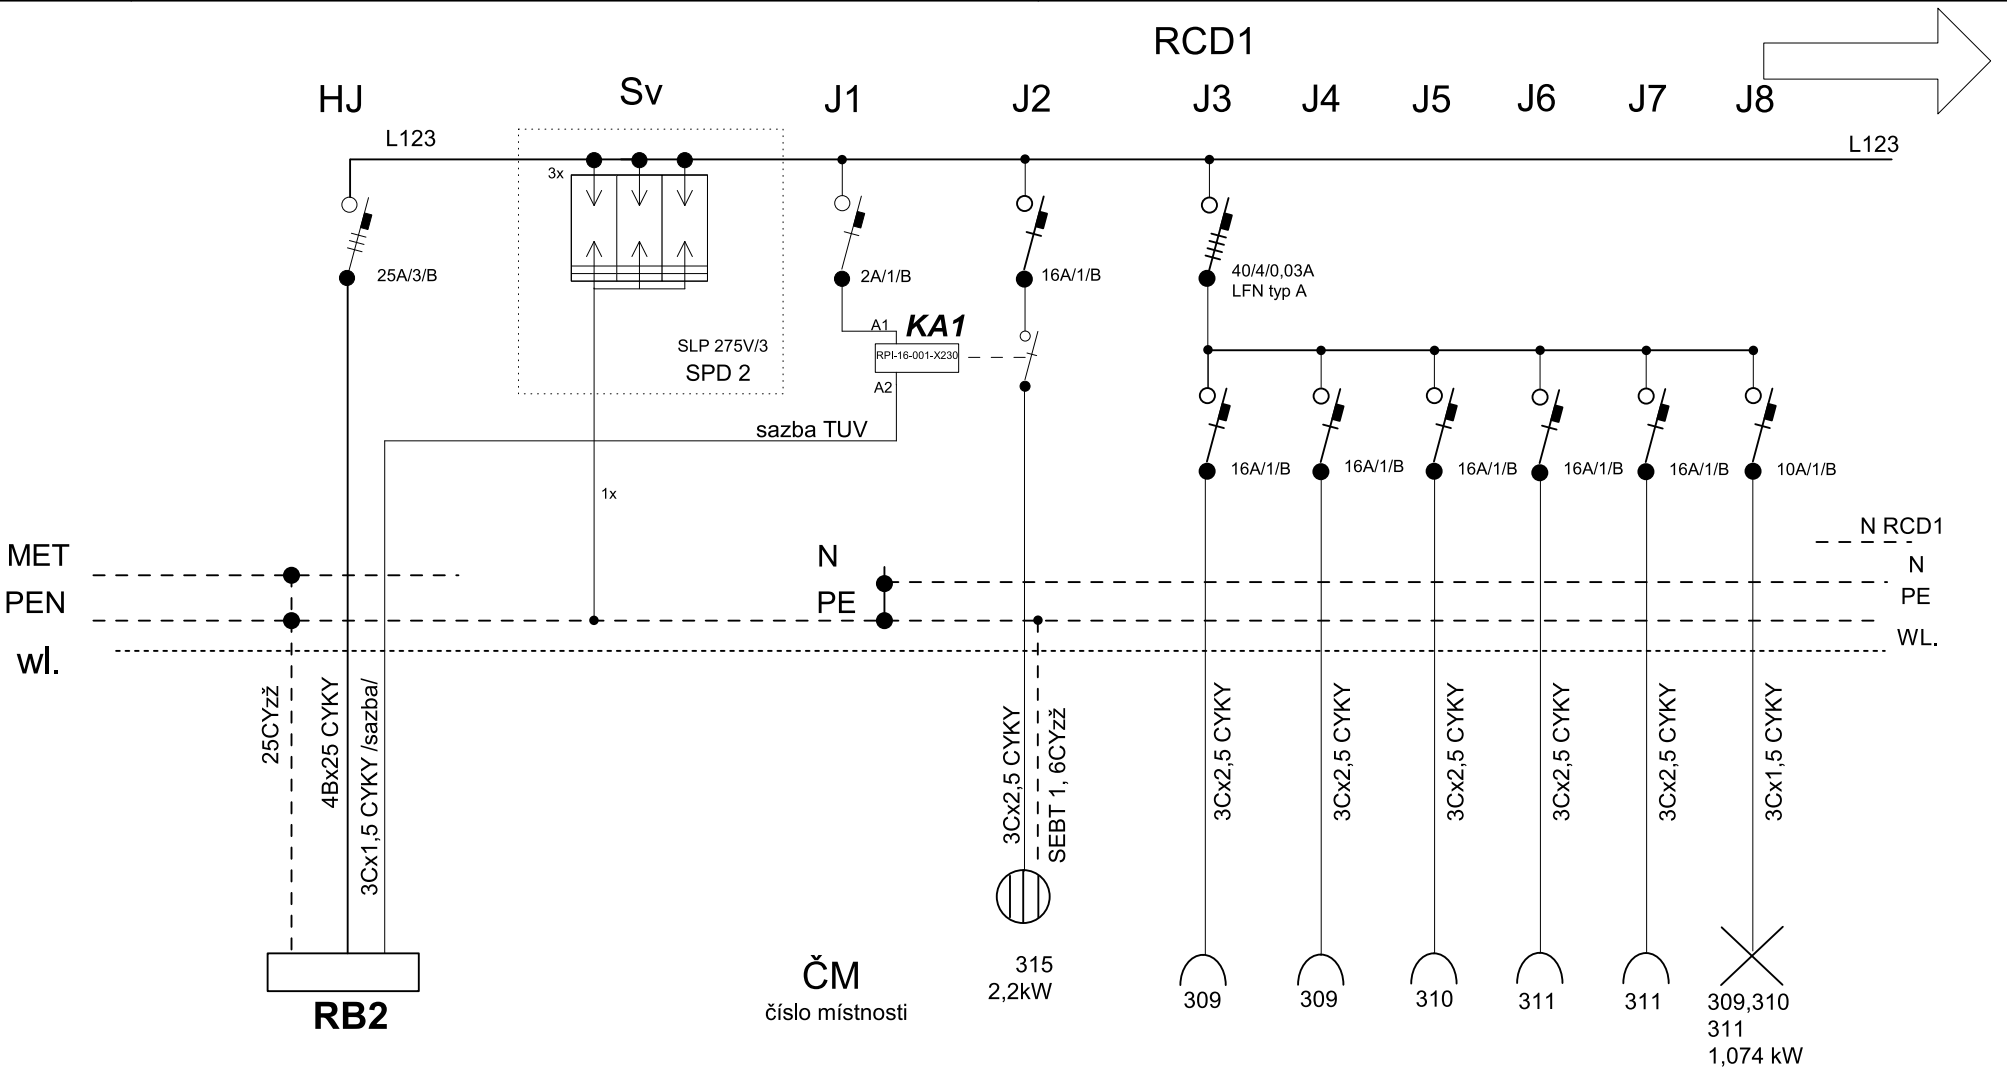 RCD1
HJ
Sv
J1
J2
J3
J4
J5
J6
J7
J8
L123
L123
3x
25A/3/B
2A/1/B
16A/1/B
40/4/0,03A
LFN typ A
SLP 275V/3
SPD 2
A1
KA1
RPI-16-001-X230
A2
sazba TUV
16A/1/B
16A/1/B
16A/1/B
16A/1/B
16A/1/B
10A/1/B
1x
N RCD1
MET
N
N
PEN
PE
PE
wl.
WL.
25CYzž
4Bx25 CYKY
3Cx1,5 CYKY /sazba/
3Cx2,5 CYKY
SEBT 1, 6CYzž
3Cx2,5 CYKY
3Cx2,5 CYKY
3Cx2,5 CYKY
3Cx2,5 CYKY
3Cx2,5 CYKY
3Cx1,5 CYKY
RB2
ČM
číslo místnosti
315
2,2kW
309
309
310
311
311
309,310
311
1,074 kW